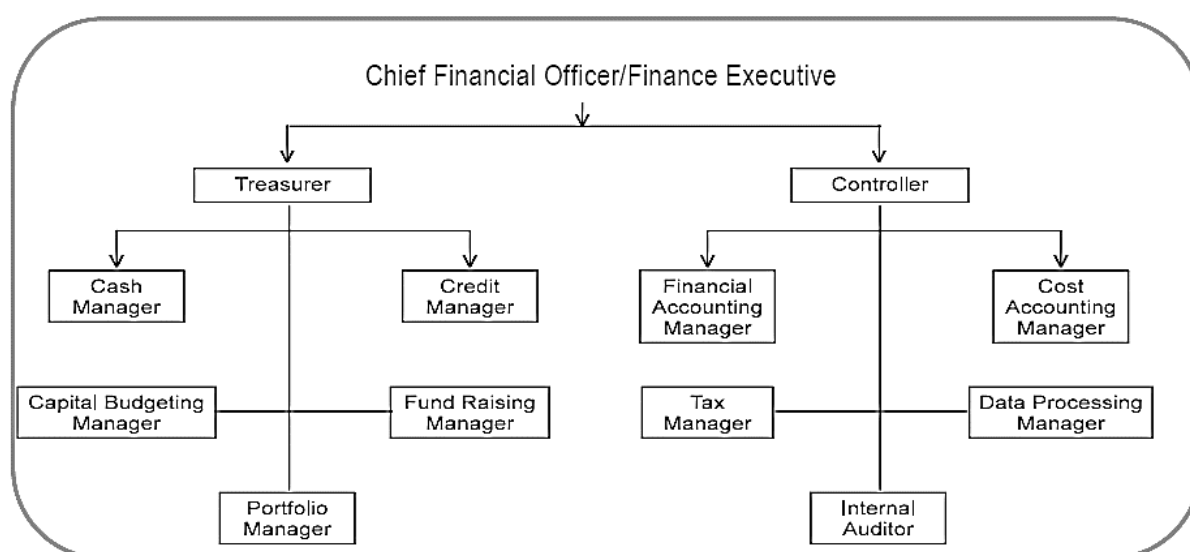 Chief Financial Officer/Finance Executive
Treasurer
Controller
Cash
Manager
Credit
Manager
Financial
Accounting
Manager
Cost
Accounting
Manager
Capital Budgeting
Manager
Fund Raising
Manager
Tax
Manager
Data Processing
Manager
Portfolio
Manager
Internal
Auditor